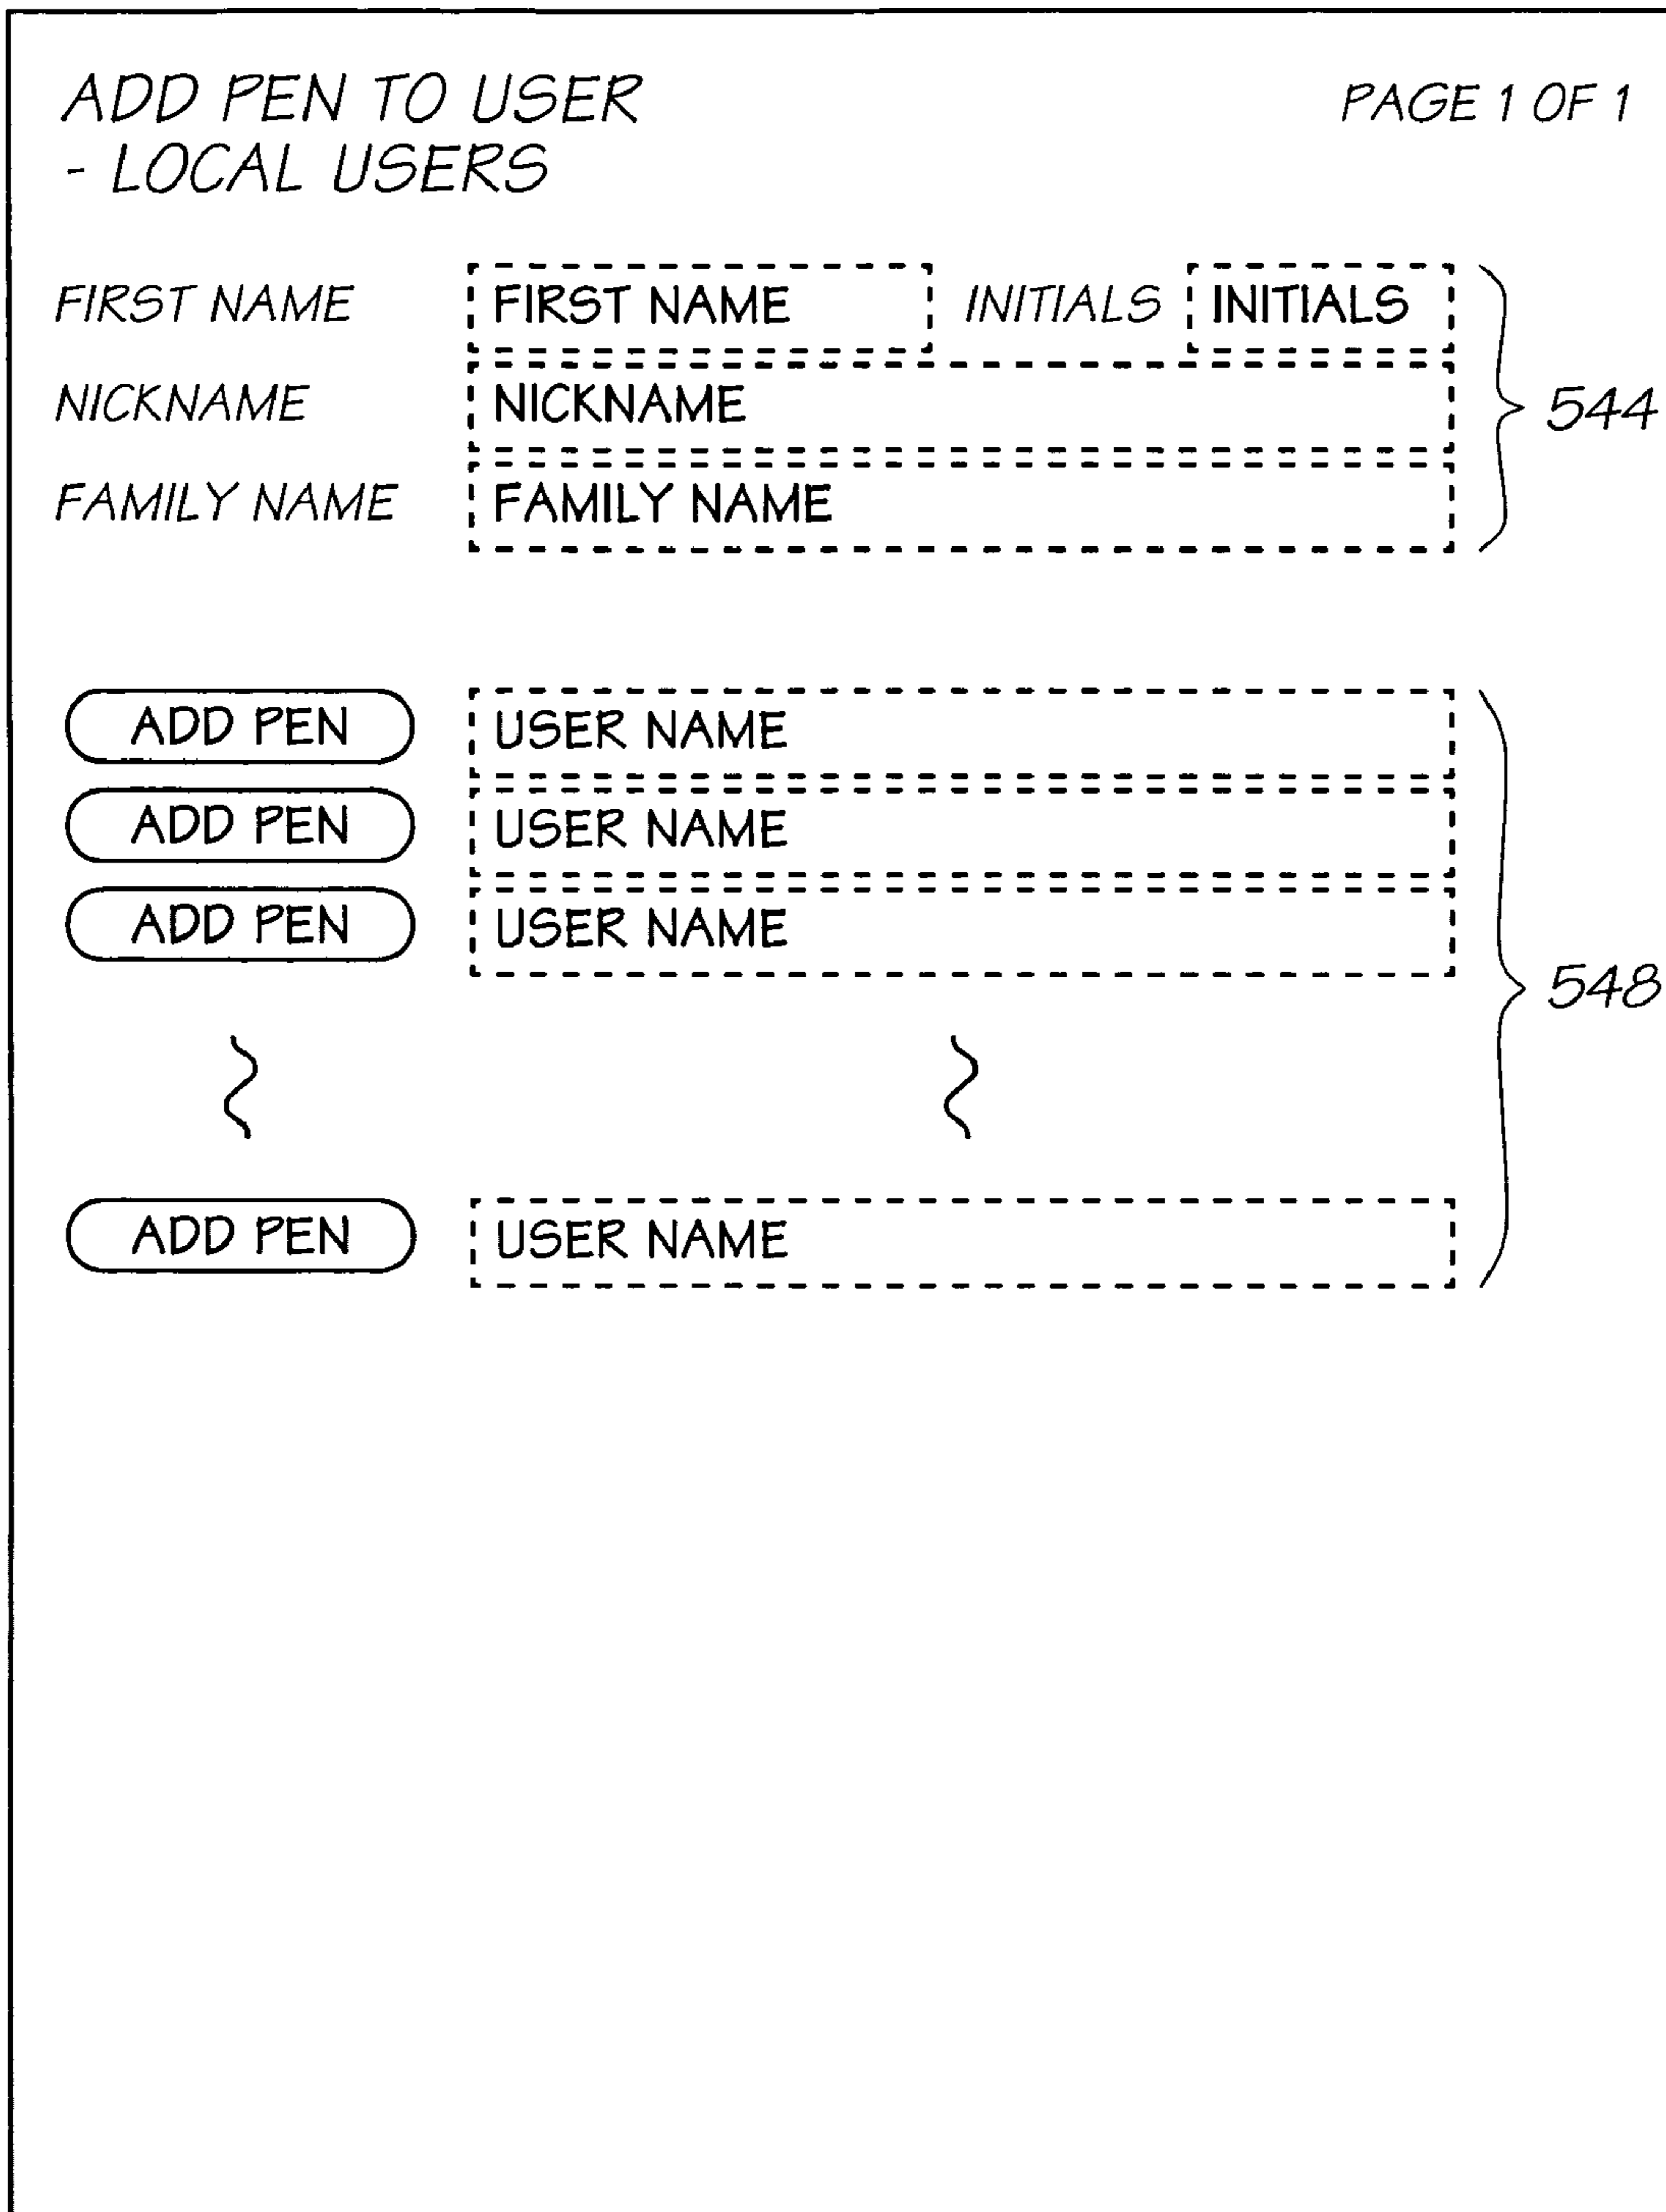 ADD PEN TO USER PAGE 1 OF 1
- LOCAL USERS
FIRST NAME FIRST NAME INITIALS INITIALS
NICKNAME NICKNAME 544
FAMILY NAME FAMILY NAME
ADD PEN USER NAME
ADD PEN USER NAME
ADD PEN USER NAME
548
ADD PEN USER NAME